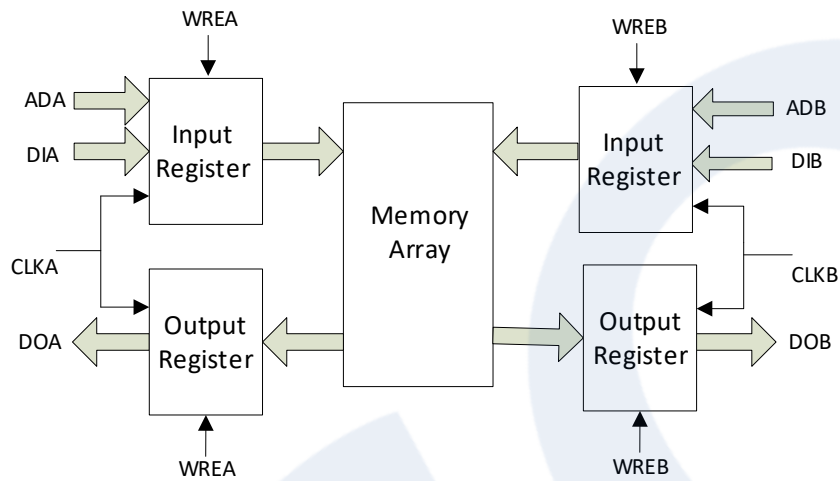 WREA
WREB
ADA
DIA
Input
Register
Input
Register
ADB
DIB
Memory
Array
CLKA
CLKB
DOA
Output
Register
Output
Register
DOB
WREA
WREB